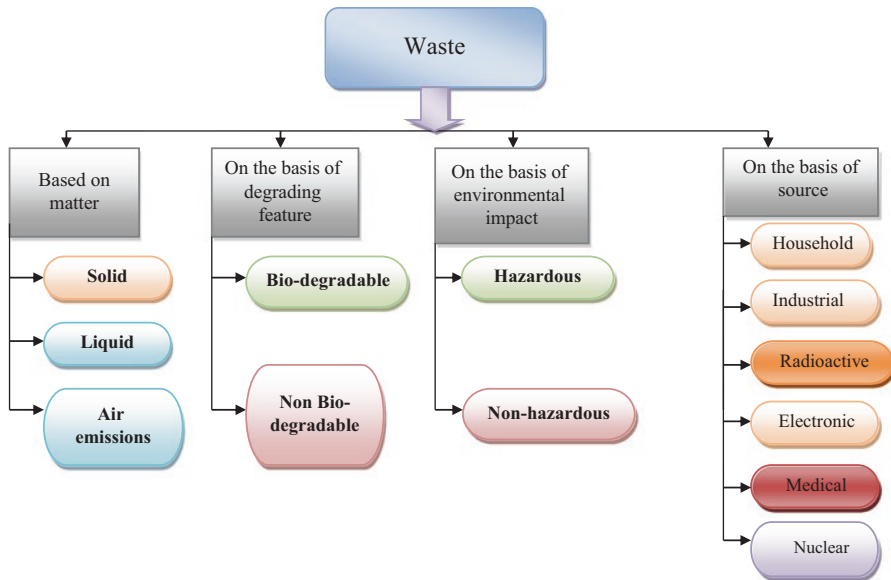 Waste
Based on
matter
Solid
Liquid
Air
emissions
On the basis of
degrading
feature
Bio-degradable
Non Bio-
degradable
On the basis of
environmental
impact
Hazardous
Non-hazardous
On the basis of
source
Household
Industrial
Radioactive
Electronic
Medical
Nuclear